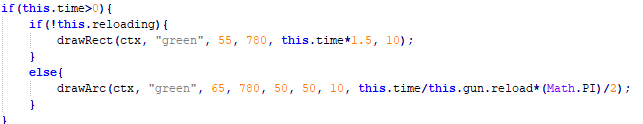 if(this.time>0){
    if(!this.reloading){
        drawRect(ctx, "green", 55, 780, this.time*1.5, 10);
    }
    else{
        drawArc(ctx, "green", 65, 780, 50, 50, 10, this.time/this.gun.reload*(Math.PI)/2);
    }
}